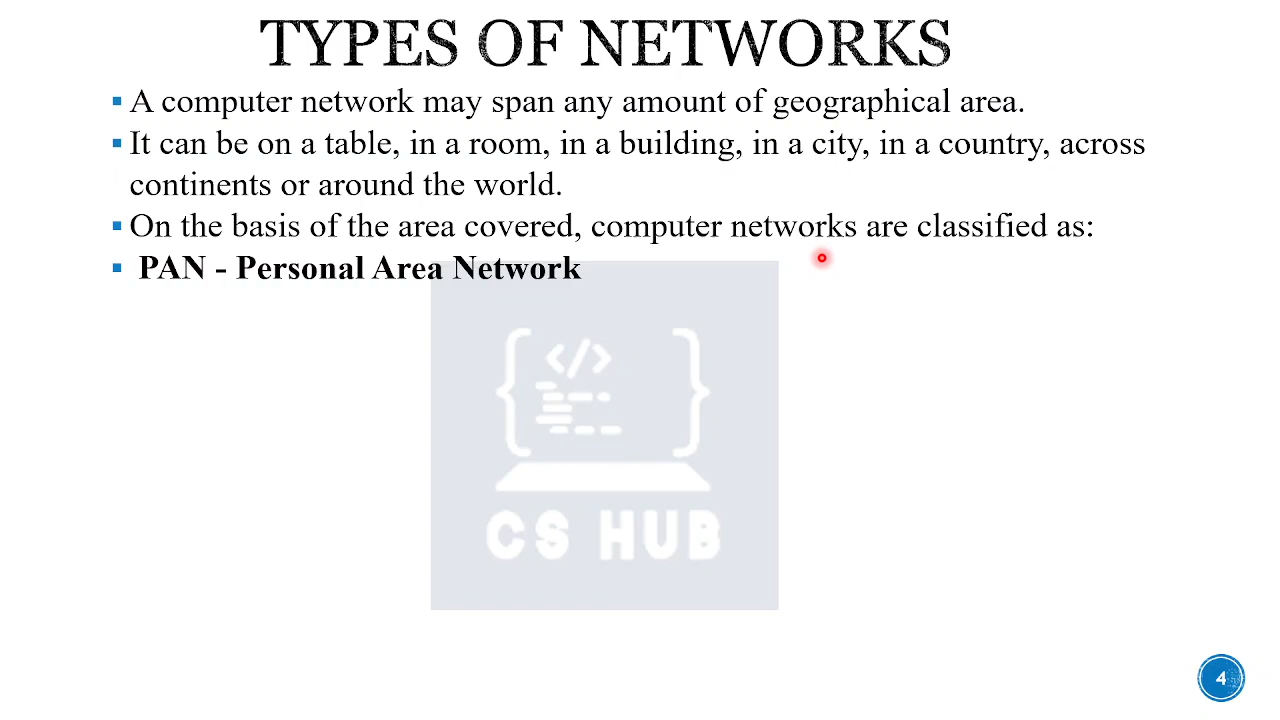 TYPES OF NETWORKS
▪ A computer network may span any amount of geographical area.
▪ It can be on a table, in a room, in a building, in a city, in a country, across
continents or around the world.
▪ On the basis of the area covered, computer networks are classified as:
▪ PAN - Personal Area Network
</>
CS HUB
4